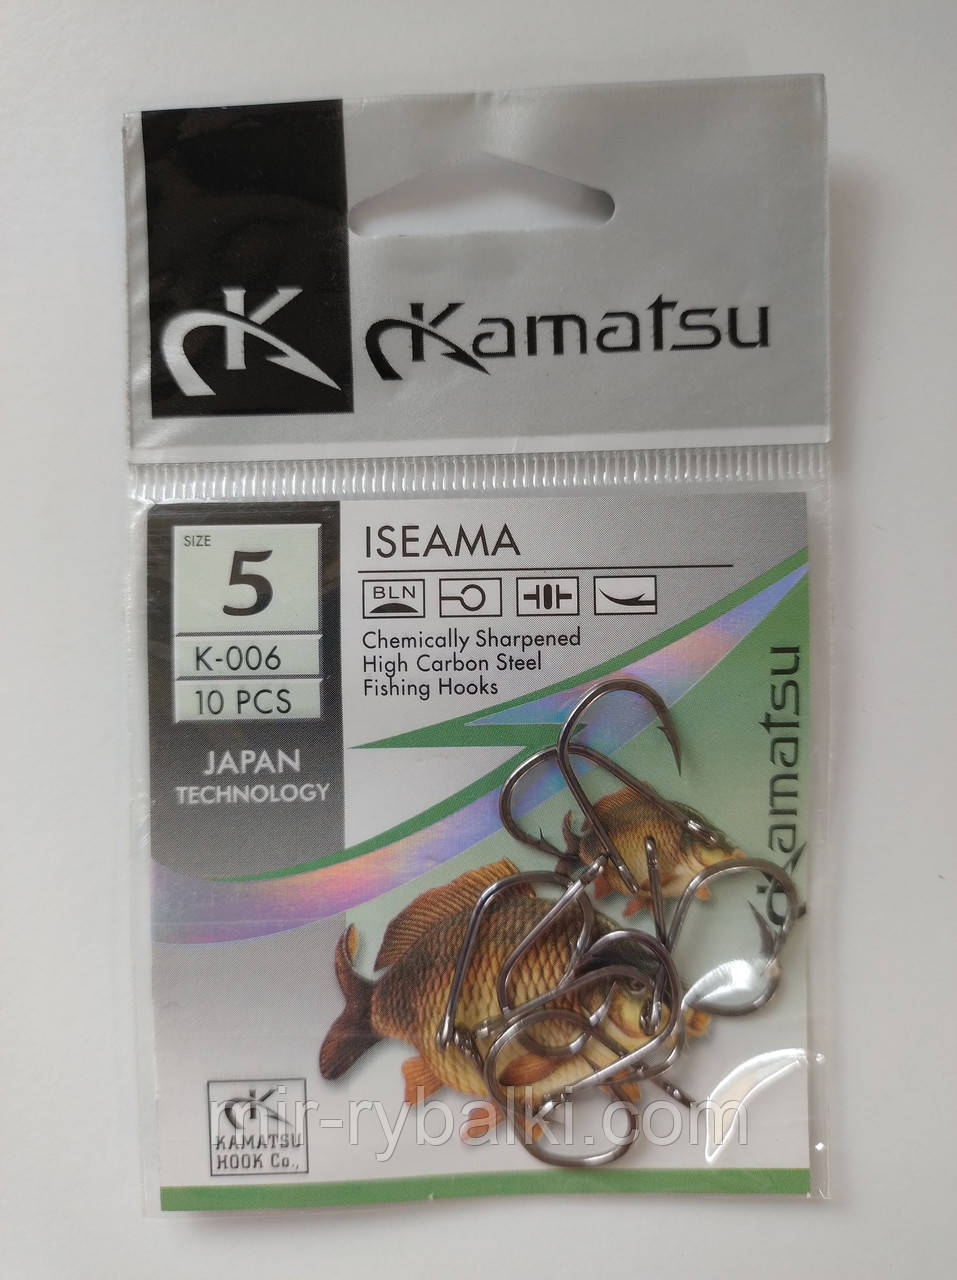 K
Kamatsu
SIZE
5
K-006
10 PCS
JAPAN
TECHNOLOGY
ISEAMA
BLN
Chemically Sharpened
High Carbon Steel
Fishing Hooks
Kamatsu
K
KAMATSU
HOOK Co.,
mir-rybalki.com